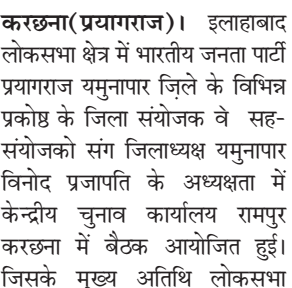 करछना(प्रयागराज)। इलाहाबाद
लोकसभा क्षेत्र में भारतीय जनता पार्टी
प्रयागराज यमुनापार ज़िले के विभिन्न
प्रकोष्ठ के जिला संयोजक वे सह-
संयोजको संग जिलाध्यक्ष यमुनापार
विनोद प्रजापति के अध्यक्षता में
केन्द्रीय चुनाव कार्यालय रामपुर
करछना में बैठक आयोजित हुई।
जिसके मुख्य अतिथि लोकसभा